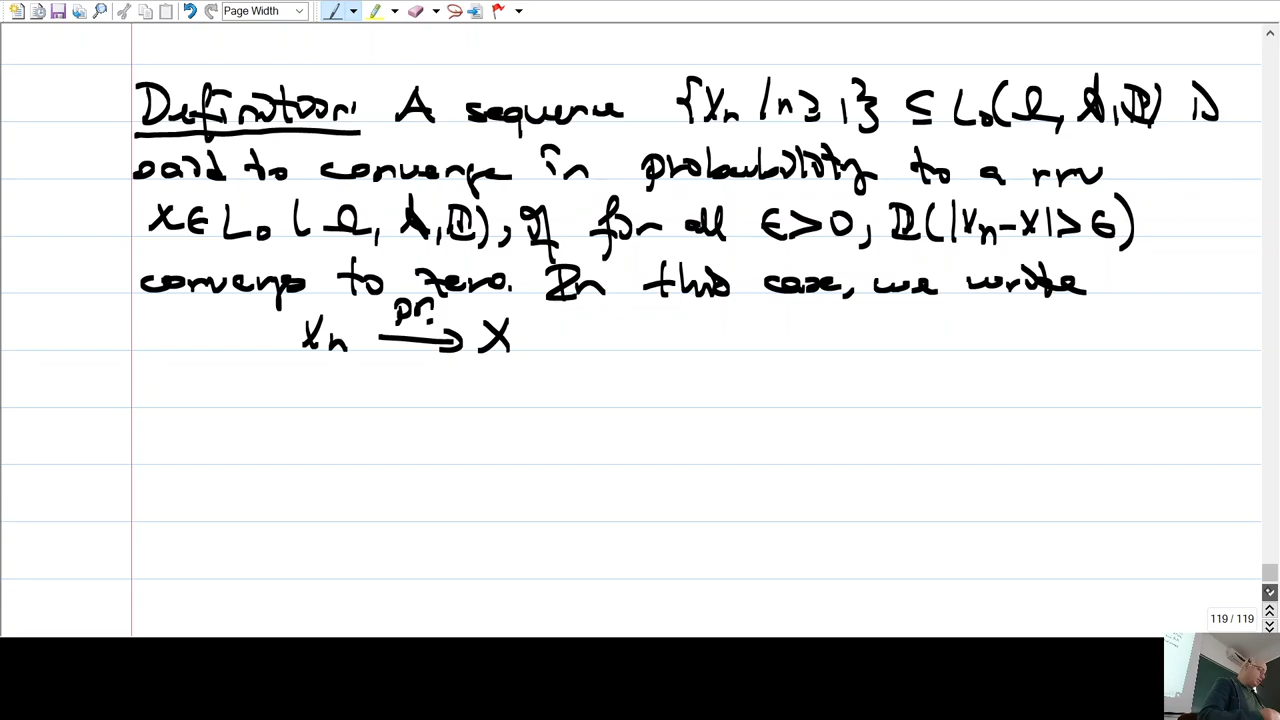 Page Width
Definition: A sequence {Xn | n ≥ 1} ⊆ L₀(Ω, A, P) is
said to converge in probability to a rrv
X ∈ L₀(Ω, A, P), if for all ϵ>0, P(|Xn-X|>ϵ)
converges to zero. In this case, we write
Xn →^{pr.} X
119 / 119